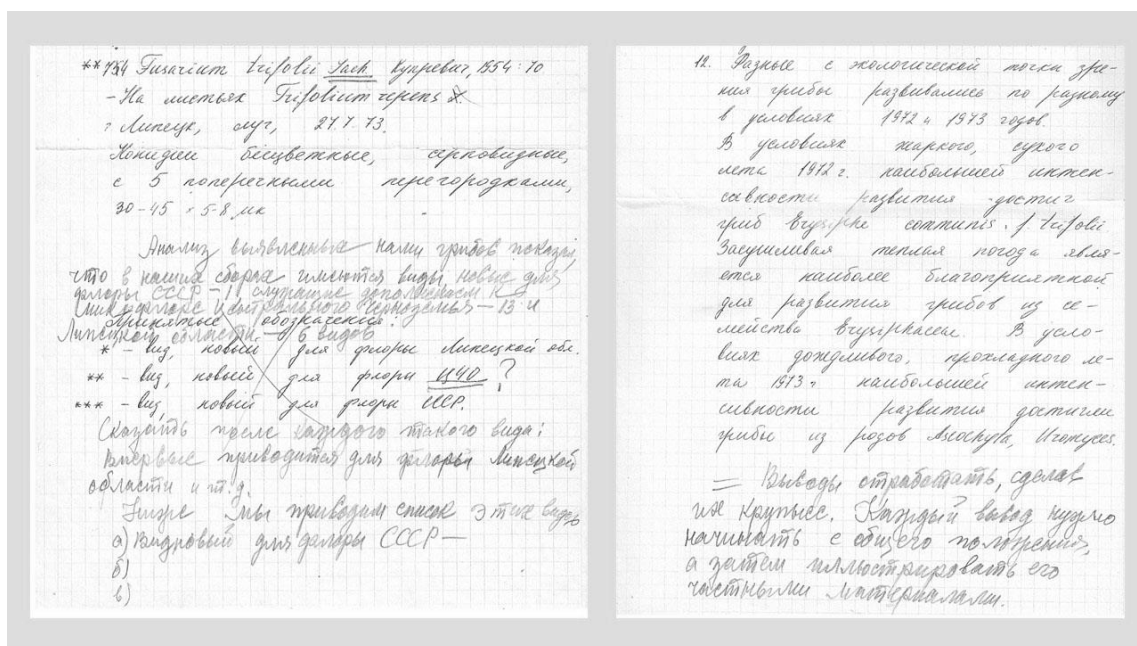 **154 Fusarium trifolii Jacz. Купревич, 1954:70
- На листьях Trifolium repens
г Липецк, луг, 27.7.73.
Конидии бесцветные, серповидные,
с 5 поперечными перегородками,
30-45 × 5-8 мк
Анализ выявленных нами грибов показал,
что в наших сборах имеются виды, новые для
флоры СССР - 11 служащие дополнением к
микофлоре Центрального Черноземья - 13 и
Принятые обозначения:
Липецкой области - 6 видов
* - вид, новый для флоры Липецкой обл.
** - вид, новый для флоры ЦЧО ?
*** - вид, новый для флоры СССР.
Сказать после каждого такого вида:
Впервые приводится для флоры Липецкой
области и т.д.
Ниже мы приводим список этих видов
а) Вид новый для флоры СССР -
б)
в)
12. Разные с экологической точки зре-
ния грибы развивались по разному
в условиях 1972 и 1973 годов.
В условиях жаркого, сухого
лета 1972 г. наибольшей интен-
сивности развития достиг
гриб Erysiphe communis f trifolii.
Засушливая теплая погода явля-
ется наиболее благоприятной
для развития грибов из се-
мейства Erysiphaceae. В усло-
виях дождливого, прохладного ле-
та 1973 г наибольшей интен-
сивности развития достигли
грибы из родов Ascochyta, Uromyces.
= Выводы отработать, сделав
их крупнее. Каждый вывод нужно
начинать с общего положения,
а затем иллюстрировать его
частными материалами.